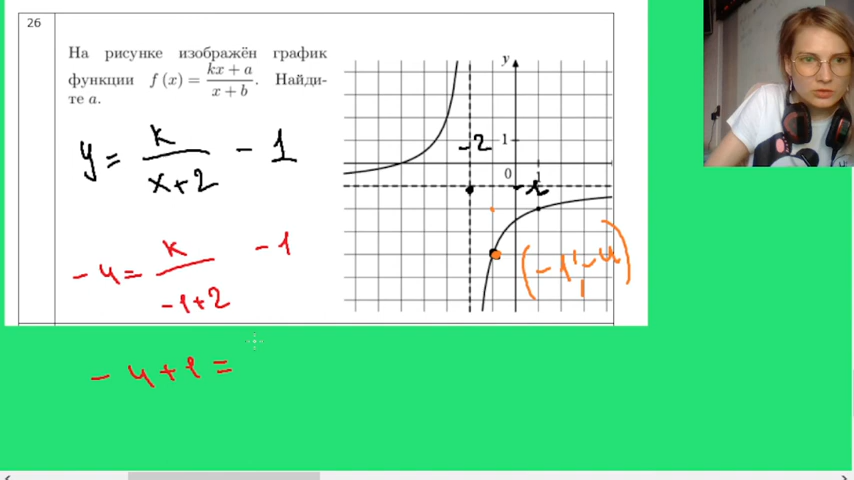 26
На рисунке изображён график
функции f (x) = (kx + a)/(x + b). Найди-
те a.
y = K/(x+2) - 1
-4 = K/(-1+2) - 1
-4+1 =
y
1
-2
0
1
-1
(-1; -4)